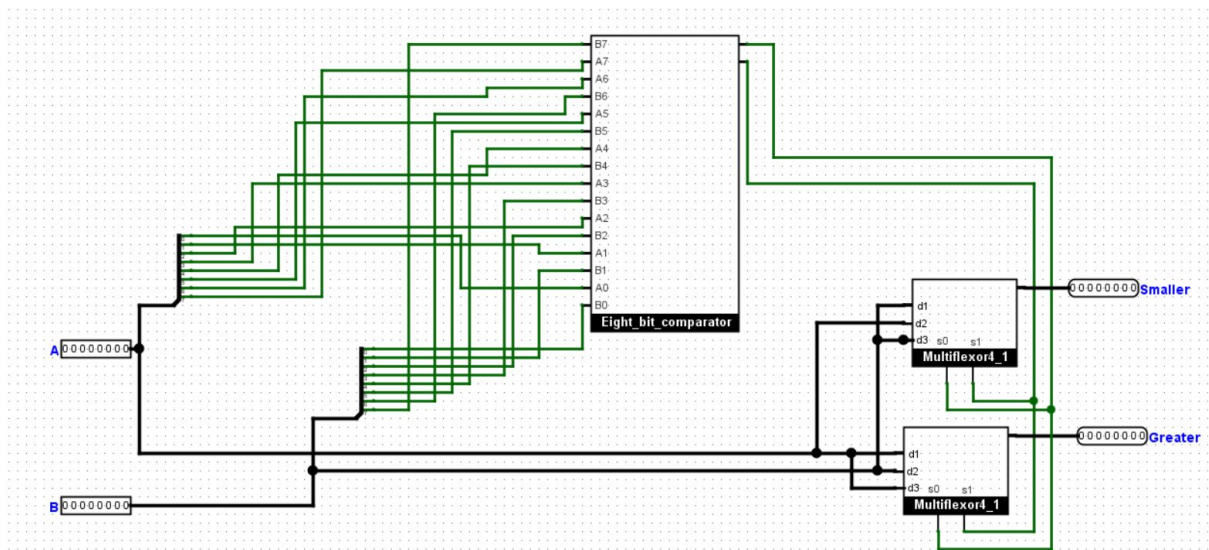 B7
A7
A6
B6
A5
B5
A4
B4
A3
B3
A2
B2
A1
B1
A0
B0
Eight_bit_comparator
A 00000000
B 00000000
d1
d2
d3 s0 s1
Multiflexor4_1
00000000 Smaller
d1
d2
d3 s0 s1
Multiflexor4_1
00000000 Greater